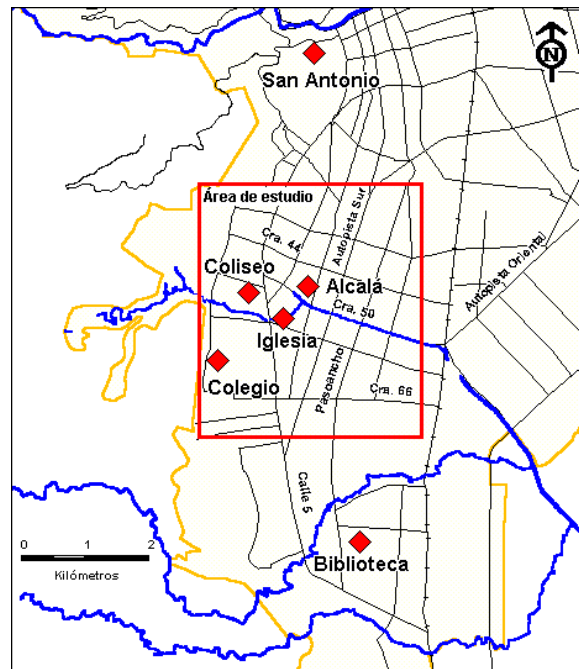 N
San Antonio
Área de estudio
Cra. 44
Autopista Sur
Autopista Oriental
Coliseo
Alcalá
Cra. 50
Iglesia
Pasoancho
Colegio
Cra. 66
Calle 5
0 1 2
Kilómetros
Biblioteca